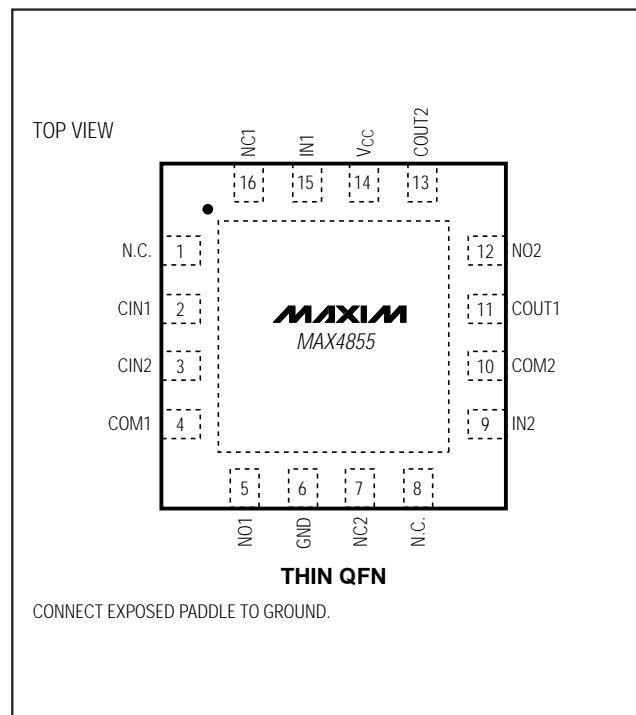 TOP VIEW
NC1
IN1
VCC
COUT2
16
15
14
13
N.C.
1
12
NO2
CIN1
2
MAXIM
11
COUT1
MAX4855
CIN2
3
10
COM2
COM1
4
9
IN2
5
6
7
8
NO1
GND
NC2
N.C.
THIN QFN
CONNECT EXPOSED PADDLE TO GROUND.